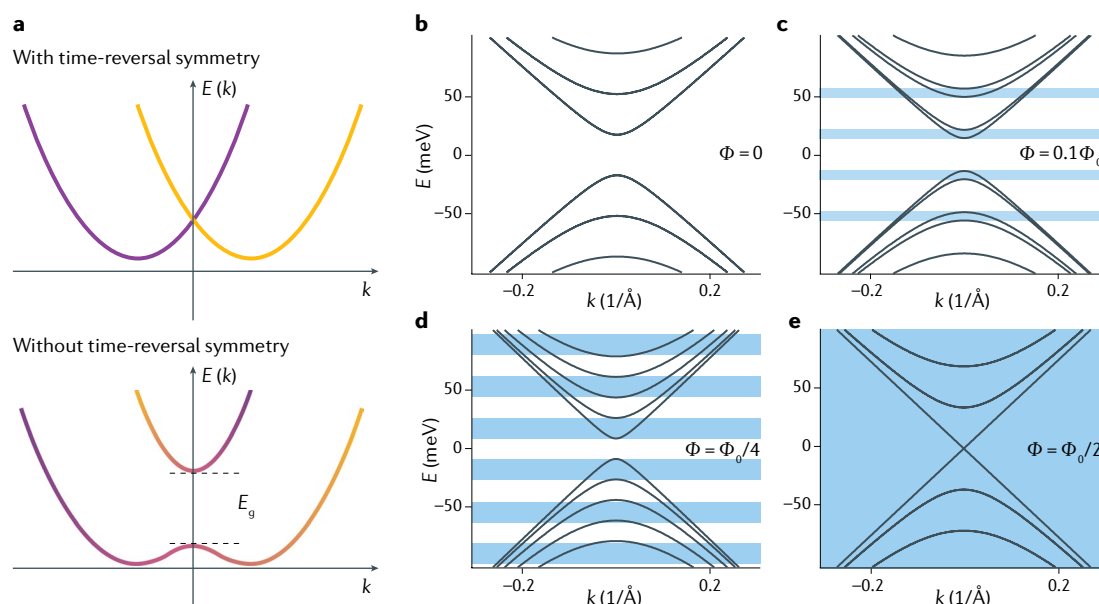 a
With time-reversal symmetry
E (k)
k
Without time-reversal symmetry
E (k)
E_g
k
b
E (meV)
50
0
−50
Φ = 0
−0.2
0.2
k (1/Å)
c
50
0
−50
Φ = 0.1Φ_0
−0.2
0.2
k (1/Å)
d
E (meV)
50
0
−50
Φ = Φ_0/4
−0.2
0.2
k (1/Å)
e
50
0
−50
Φ = Φ_0/2
−0.2
0.2
k (1/Å)